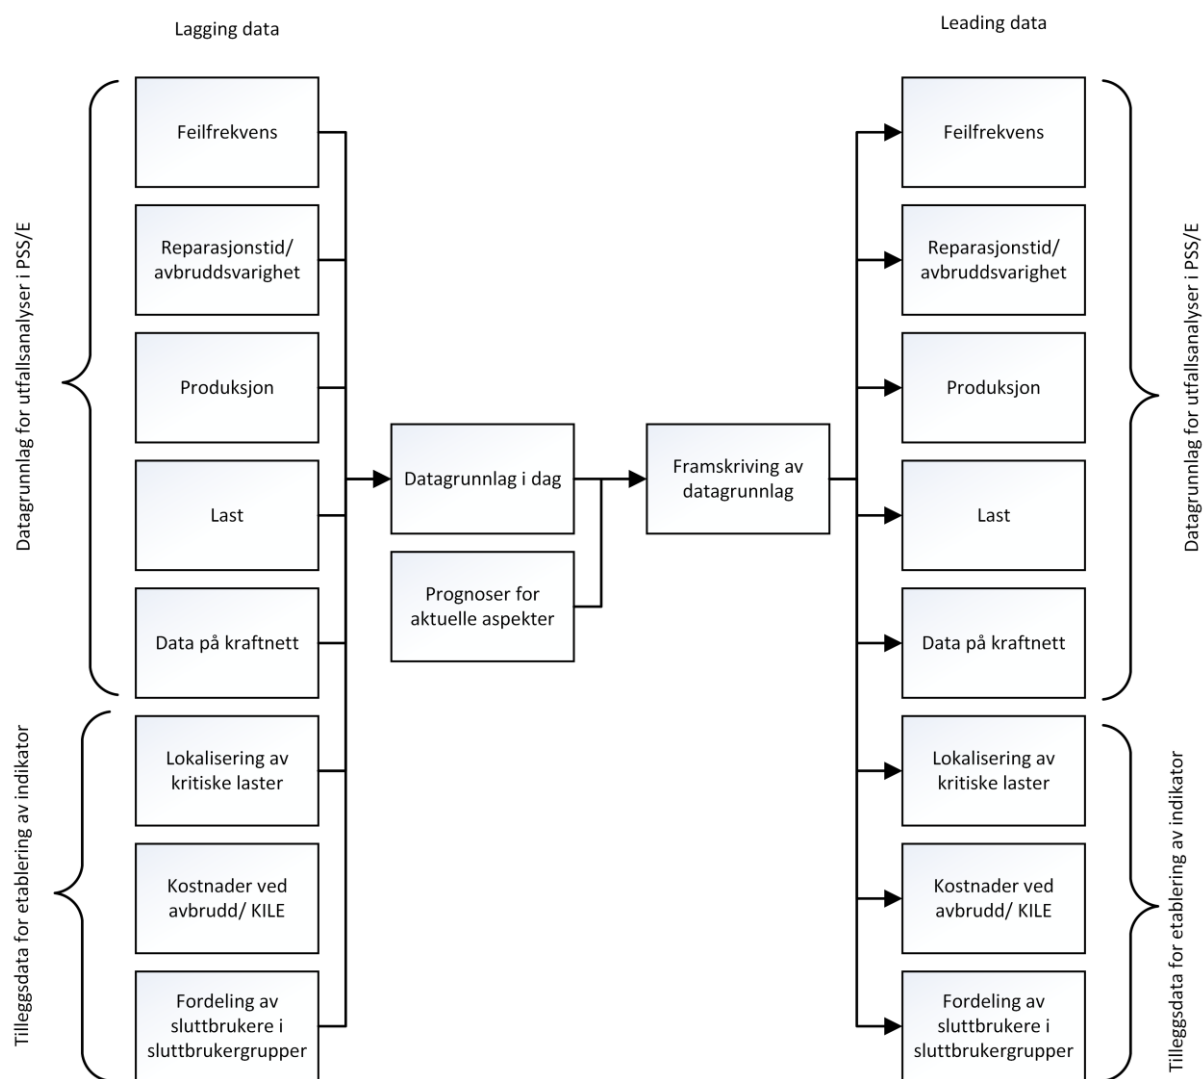 Lagging data
Leading data
Datagrunnlag for utfallsanalyser i PSS/E
Feilfrekvens
Reparasjonstid/
avbruddsvarighet
Produksjon
Last
Data på kraftnett
Tilleggsdata for etablering av indikator
Lokalisering av
kritiske laster
Kostnader ved
avbrudd/ KILE
Fordeling av
sluttbrukere i
sluttbrukergrupper
Datagrunnlag i dag
Prognoser for
aktuelle aspekter
Framskriving av
datagrunnlag
Feilfrekvens
Reparasjonstid/
avbruddsvarighet
Produksjon
Last
Data på kraftnett
Datagrunnlag for utfallsanalyser i PSS/E
Lokalisering av
kritiske laster
Kostnader ved
avbrudd/ KILE
Fordeling av
sluttbrukere i
sluttbrukergrupper
Tilleggsdata for etablering av indikator